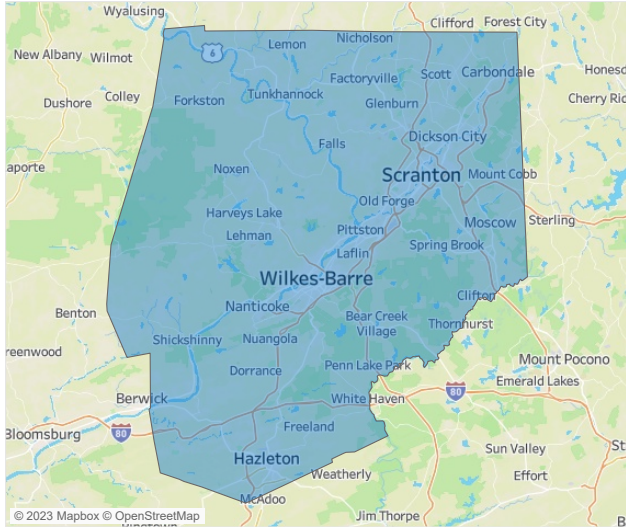 Wyalusing
Clifford
Forest City
Nicholson
Lemon
New Albany
Wilmot
6
Scott
Carbondale
Honesd
Factoryville
Tunkhannock
Colley
Forkston
Glenburn
Cherry Rid
Dushore
Dickson City
Falls
Laporte
Noxen
Scranton
Mount Cobb
Old Forge
Harveys Lake
Moscow
Sterling
Pittston
Lehman
Spring Brook
Laflin
Wilkes-Barre
Clifton
Nanticoke
Benton
Bear Creek
Village
Thornhurst
Shickshinny
Nuangola
reenwood
Mount Pocono
Penn Lake Park
Dorrance
Emerald Lakes
80
Berwick
White Haven
Freeland
Bloomsburg
80
Sun Valley
St
Hazleton
Weatherly
Effort
McAdoo
© 2023 Mapbox © OpenStreetMap
Jim Thorpe
B